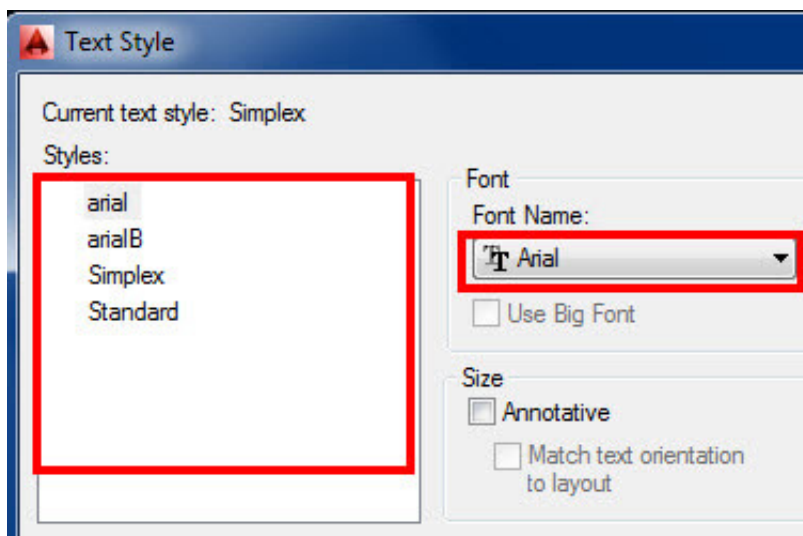 Text Style
Current text style: Simplex
Styles:
arial
arialB
Simplex
Standard
Font
Font Name:
Arial
Use Big Font
Size
Annotative
Match text orientation
to layout